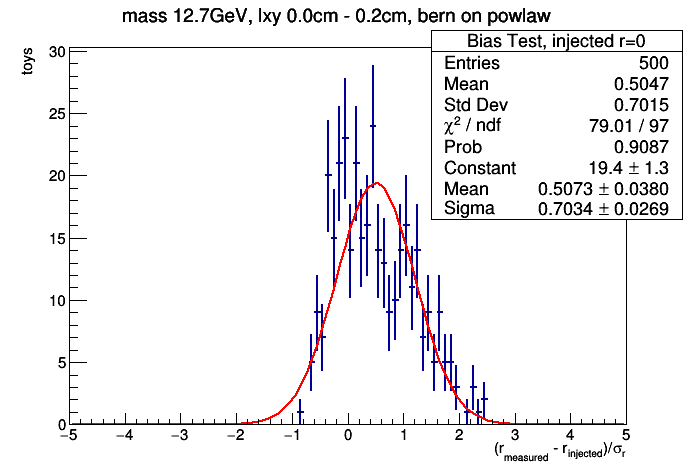 mass 12.7GeV, lxy 0.0cm - 0.2cm, bern on powlaw
Bias Test, injected r=0
Entries 500
Mean 0.5047
Std Dev 0.7015
χ² / ndf 79.01 / 97
Prob 0.9087
Constant 19.4 ± 1.3
Mean 0.5073 ± 0.0380
Sigma 0.7034 ± 0.0269
toys
30
25
20
15
10
5
0
−5 −4 −3 −2 −1 0 1 2 3 4 5
(r_measured - r_injected)/σ_r